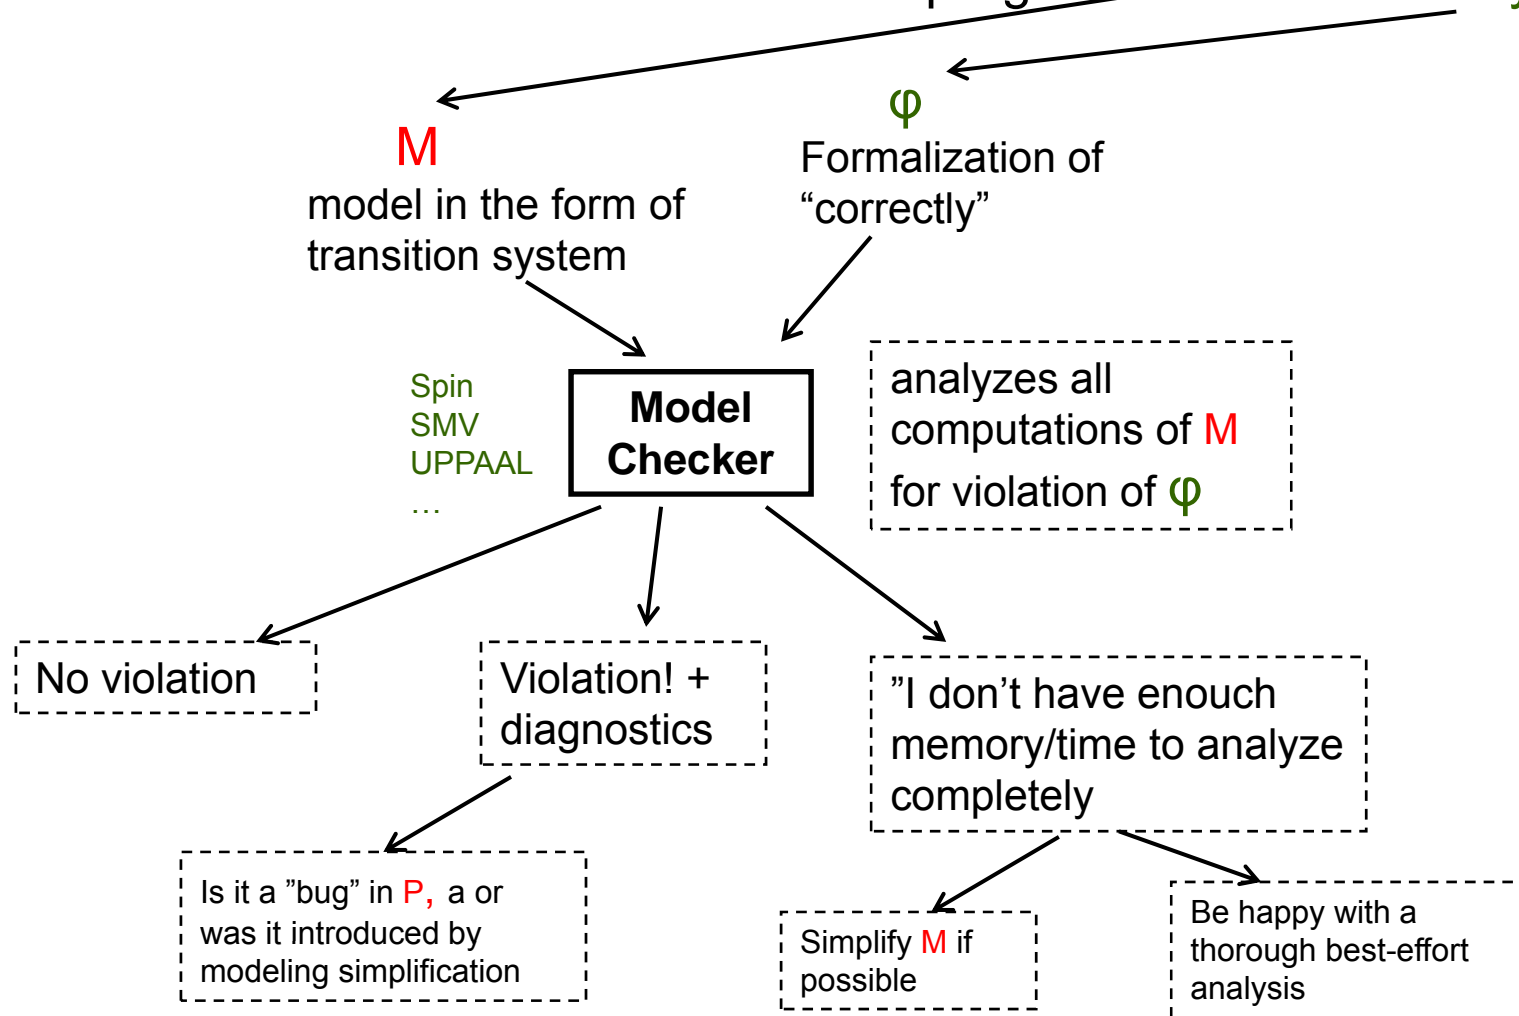 M
model in the form of
transition system
φ
Formalization of
“correctly”
Spin
SMV
UPPAAL
…
Model
Checker
analyzes all
computations of M
for violation of φ
No violation
Violation! +
diagnostics
”I don’t have enouch
memory/time to analyze
completely
Is it a ”bug” in P, a or
was it introduced by
modeling simplification
Simplify M if
possible
Be happy with a
thorough best-effort
analysis